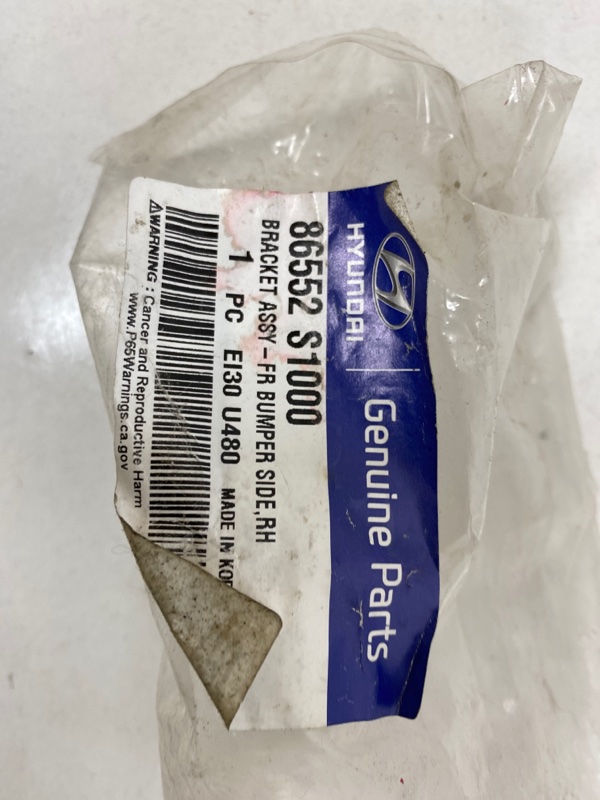 HYUNDAI | Genuine Parts
86552 S1000
BRACKET ASSY-FR BUMPER SIDE,RH
1 PC EI30 U480 MADE IN
⚠WARNING : Cancer and Reproductive Harm
www.P65Warnings.ca.gov